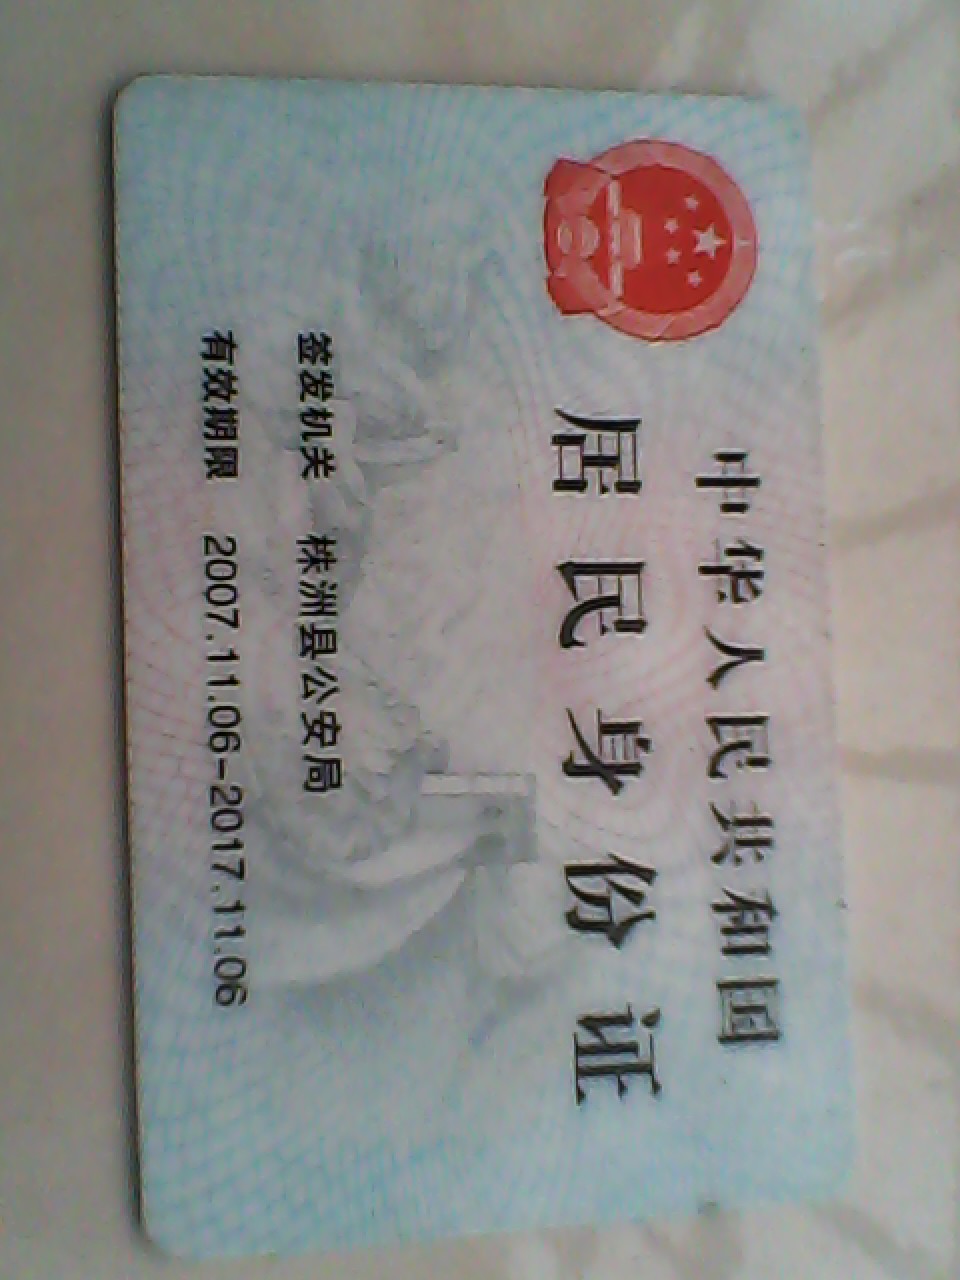 中华人民共和国
居民身份证
签发机关 株洲县公安局
有效期限 2007.11.06-2017.11.06